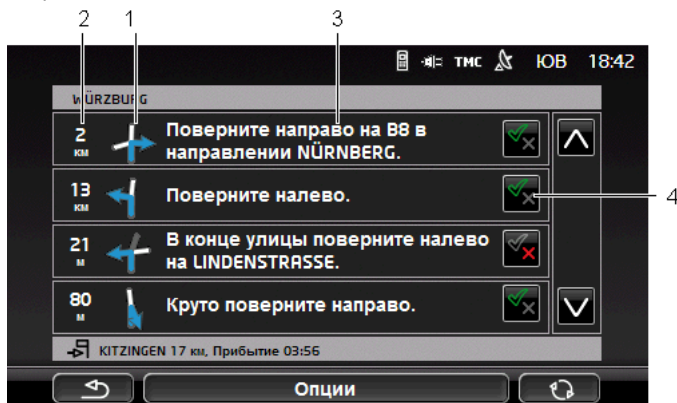 2 1 3
ТМС ЮВ 18:42
WÜRZBURG
2 км Поверните направо на B8 в
направлении NÜRNBERG.
13 км Поверните налево.
4
21 м В конце улицы поверните налево
на LINDENSTRASSE.
80 м Круто поверните направо.
KITZINGEN 17 км, Прибытие 03:56
Опции